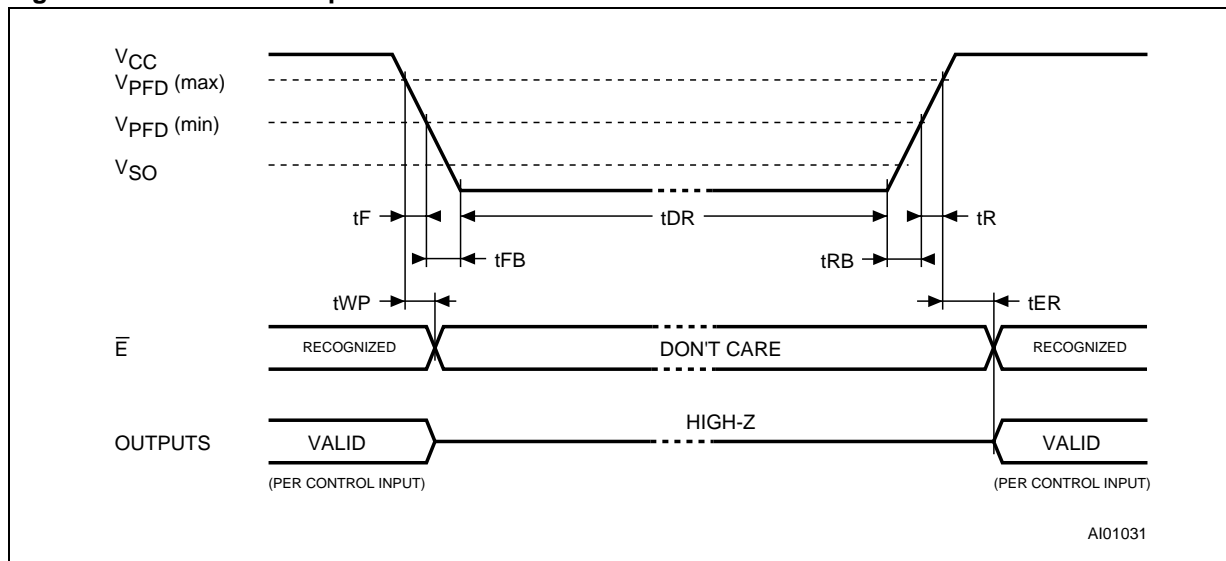 VCC
VPFD (max)
VPFD (min)
VSO
tF
tDR
tR
tFB
tRB
tWP
tER
E̅
RECOGNIZED
DON'T CARE
RECOGNIZED
HIGH-Z
OUTPUTS
VALID
VALID
(PER CONTROL INPUT)
(PER CONTROL INPUT)
AI01031